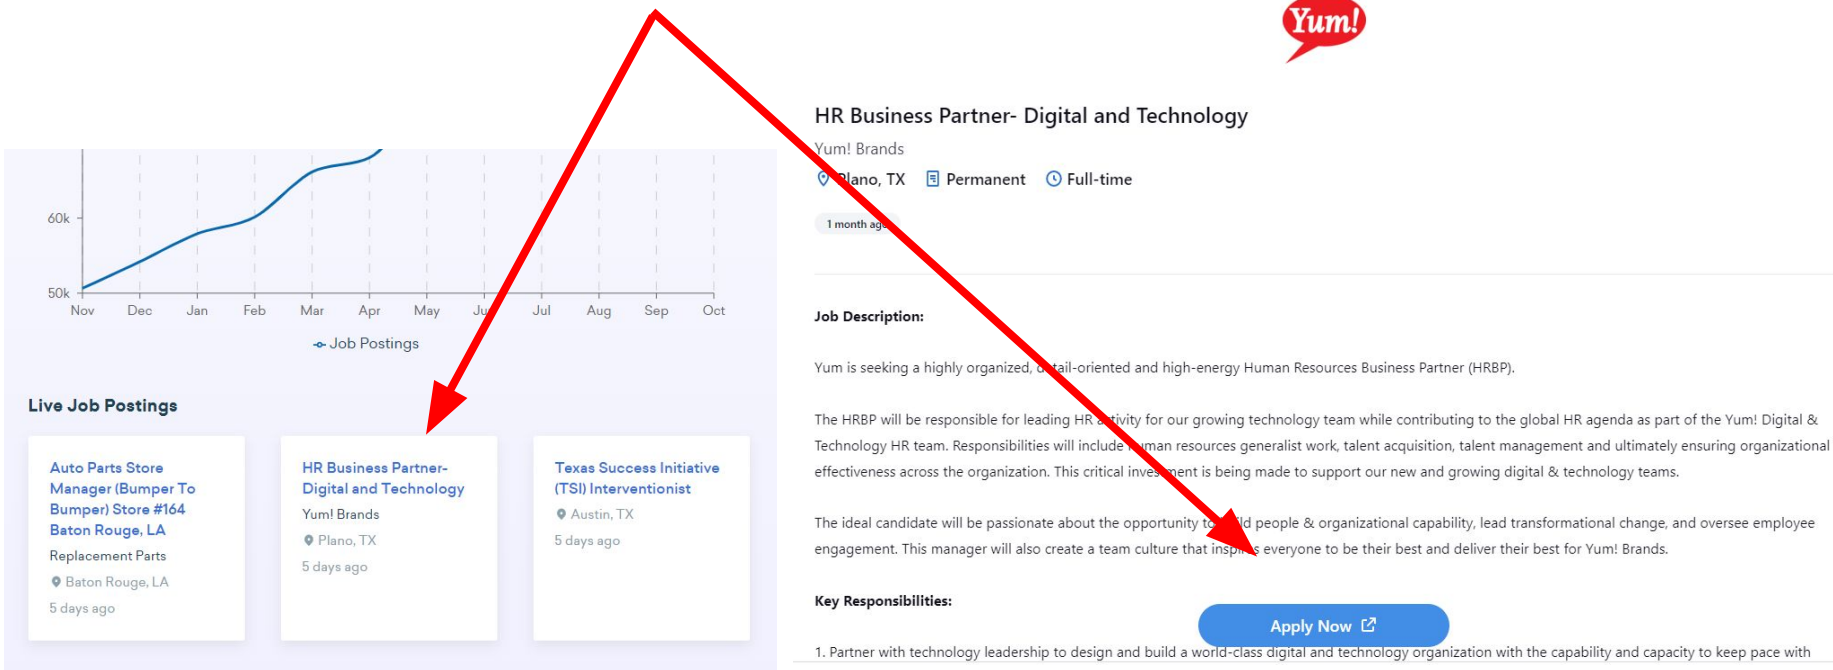 60k
50k
Nov Dec Jan Feb Mar Apr May Jul Aug Sep Oct
Job Postings
Live Job Postings
Auto Parts Store
Manager (Bumper To
Bumper) Store #164
Baton Rouge, LA
Replacement Parts
Baton Rouge, LA
5 days ago
HR Business Partner-
Digital and Technology
Yum! Brands
Plano, TX
5 days ago
Texas Success Initiative
(TSI) Interventionist
Austin, TX
5 days ago
Yum!
HR Business Partner- Digital and Technology
Yum! Brands
Plano, TX Permanent Full-time
1 month ago
Job Description:
Yum is seeking a highly organized, detail-oriented and high-energy Human Resources Business Partner (HRBP).
The HRBP will be responsible for leading HR activity for our growing technology team while contributing to the global HR agenda as part of the Yum! Digital &
Technology HR team. Responsibilities will include human resources generalist work, talent acquisition, talent management and ultimately ensuring organizational
effectiveness across the organization. This critical investment is being made to support our new and growing digital & technology teams.
The ideal candidate will be passionate about the opportunity to build people & organizational capability, lead transformational change, and oversee employee
engagement. This manager will also create a team culture that inspires everyone to be their best and deliver their best for Yum! Brands.
Key Responsibilities:
Apply Now
1. Partner with technology leadership to design and build a world-class digital and technology organization with the capability and capacity to keep pace with